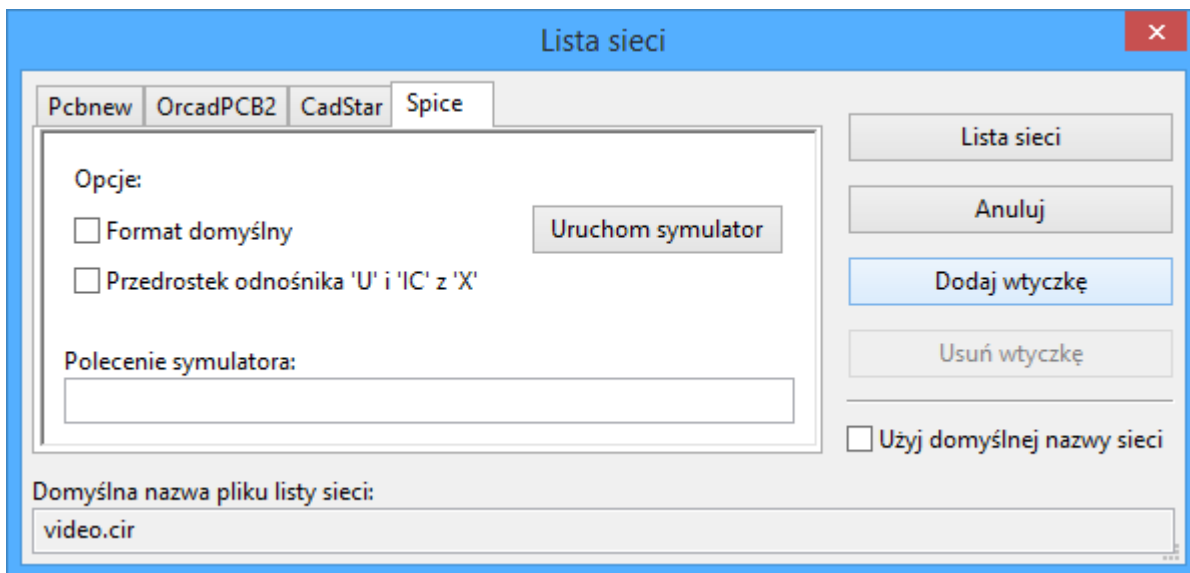 Lista sieci
Pcbnew OrcadPCB2 CadStar Spice
Opcje:
Format domyślny
Przedrostek odnośnika 'U' i 'IC' z 'X'
Uruchom symulator
Polecenie symulatora:
Lista sieci
Anuluj
Dodaj wtyczkę
Usuń wtyczkę
Użyj domyślnej nazwy sieci
Domyślna nazwa pliku listy sieci:
video.cir